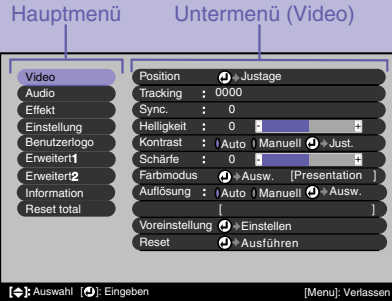 Hauptmenü
Untermenü (Video)
Video
Audio
Effekt
Einstellung
Benutzerlogo
Erweitert1
Erweitert2
Information
Reset total
Position Justage
Tracking : 0000
Sync. : 0
Helligkeit : 0 - +
Kontrast : Auto Manuell Just.
Schärfe : 0 - +
Farbmodus Ausw. [Presentation ]
Auflösung : Auto Manuell Ausw.
[ ]
Voreinstellung Einstellen
Reset Ausführen
[ ]: Auswahl [ ]: Eingeben [Menu]: Verlassen